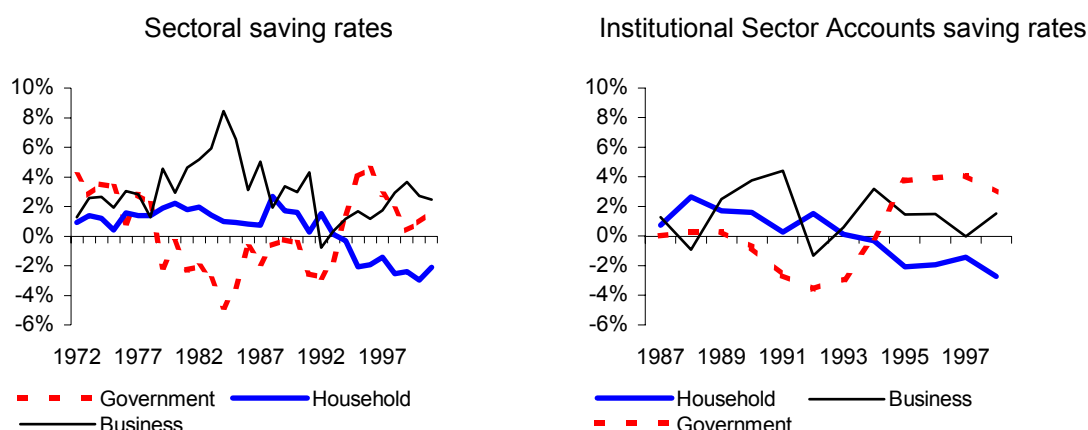 Sectoral saving rates
10%
8%
6%
4%
2%
0%
-2%
-4%
-6%
1972 1977 1982 1987 1992 1997
Government Household
Business
Institutional Sector Accounts saving rates
10%
8%
6%
4%
2%
0%
-2%
-4%
-6%
1987 1989 1991 1993 1995 1997
Household Business
Government